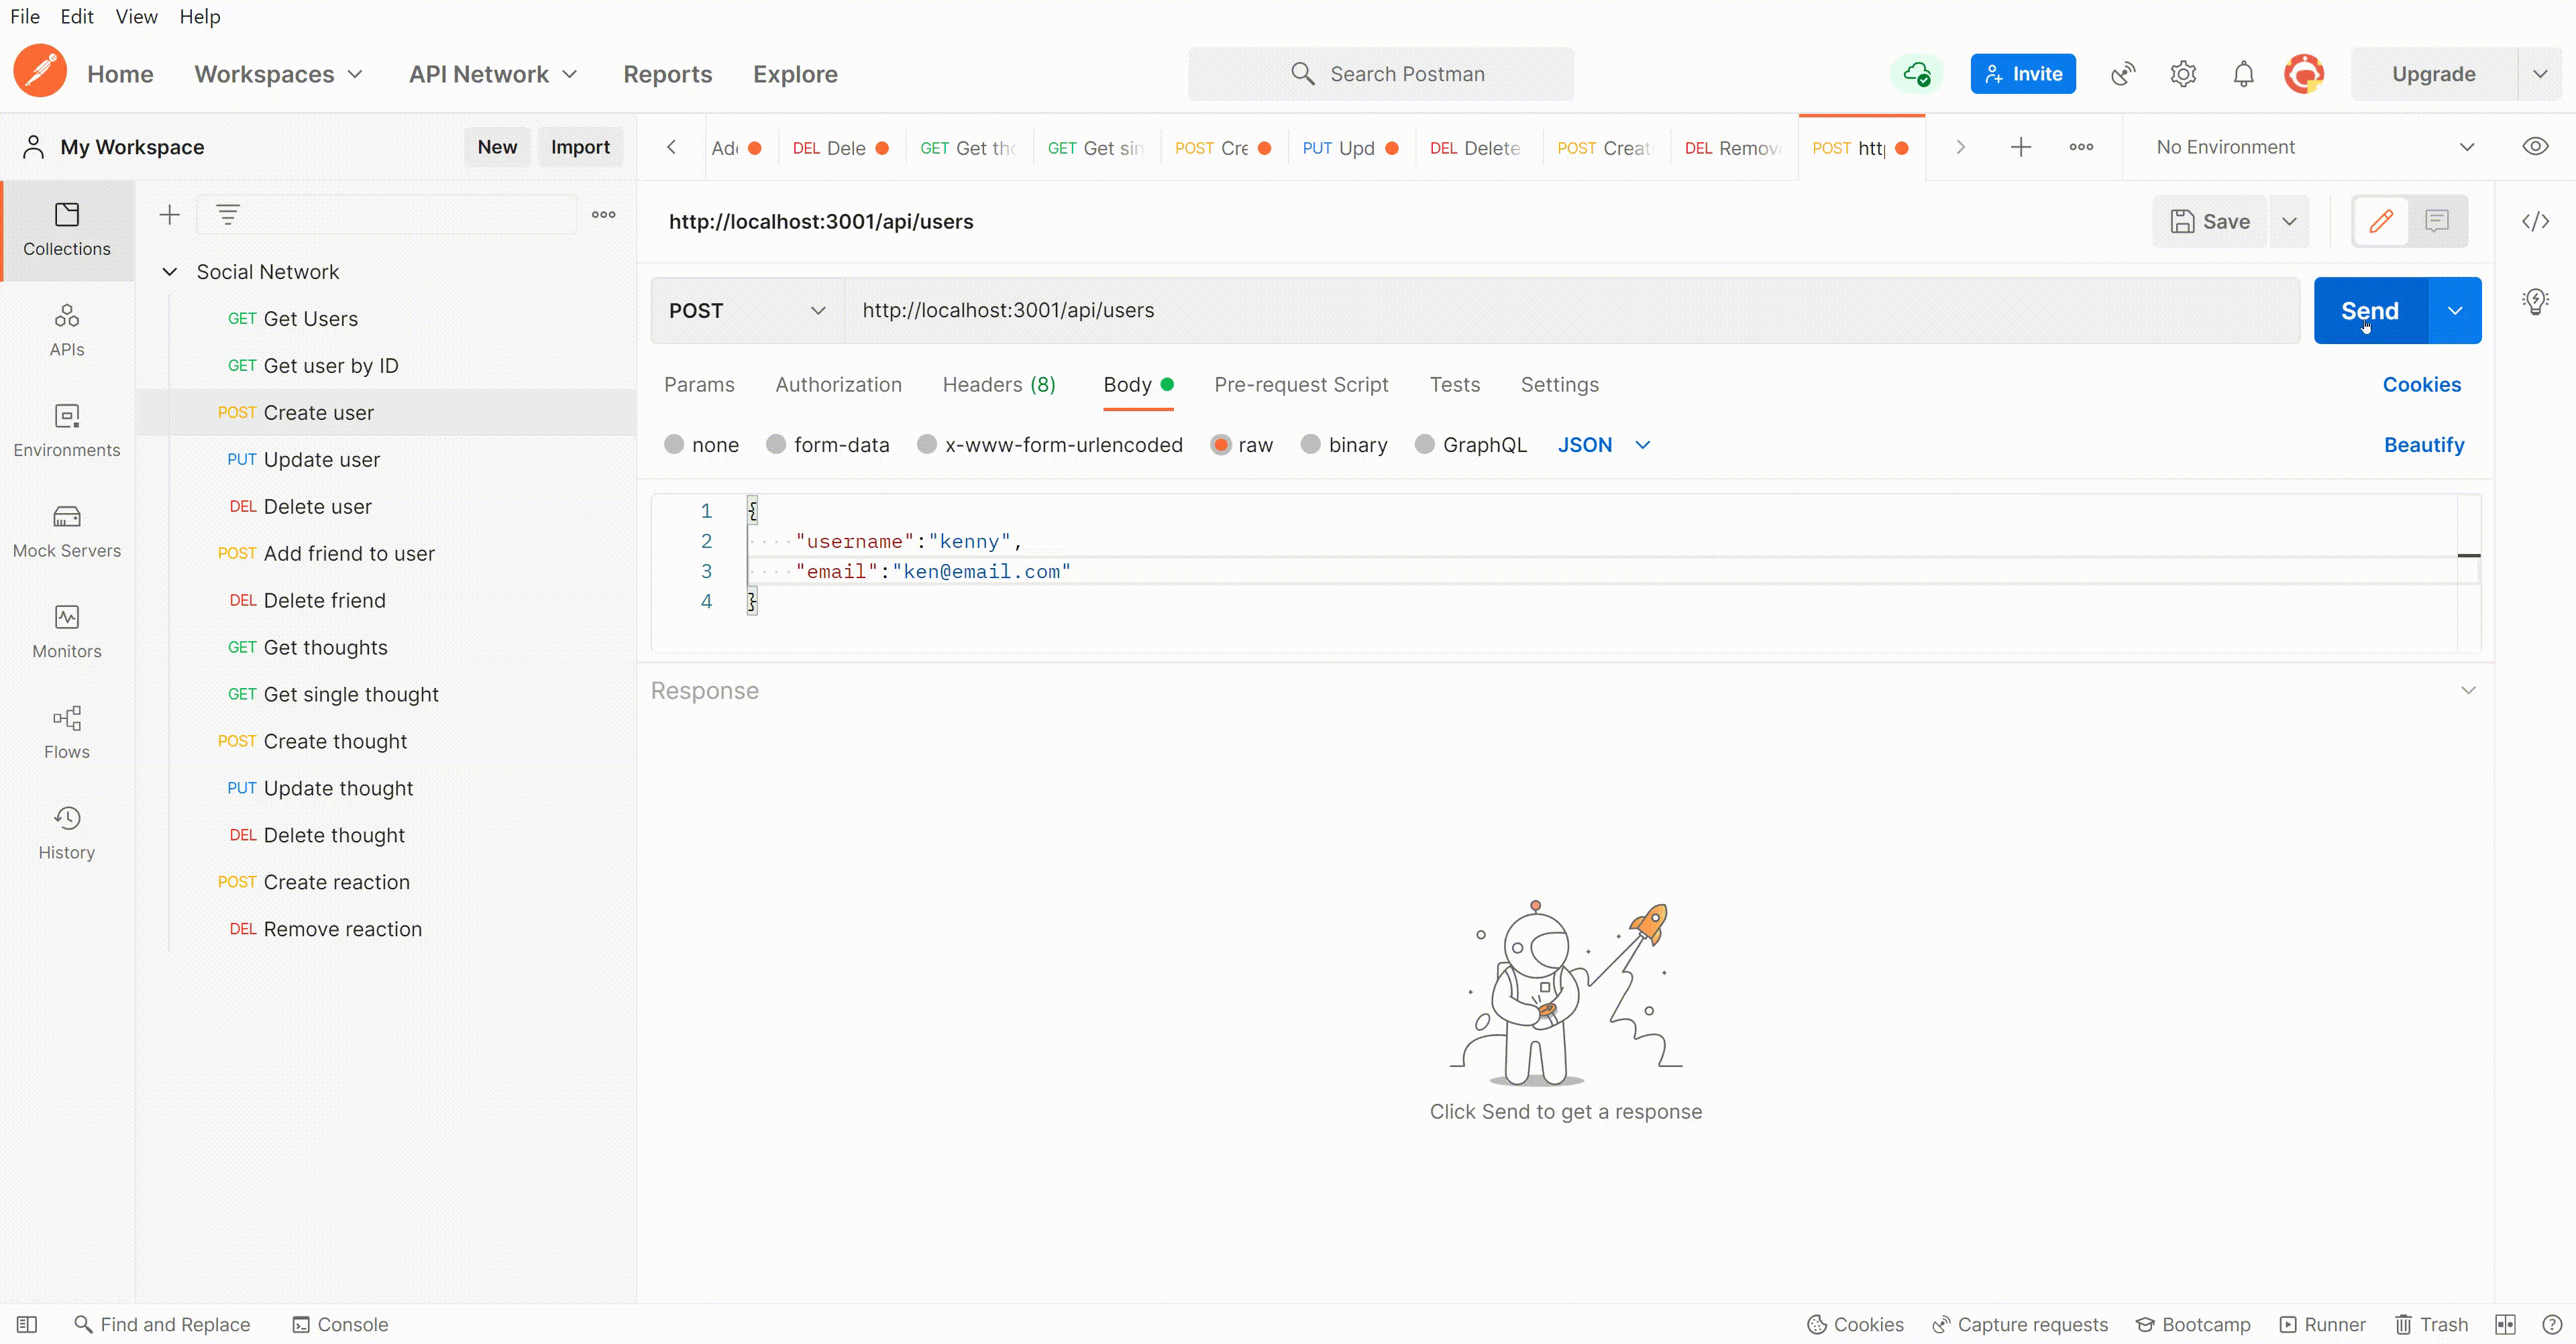 File Edit View Help
Home Workspaces API Network Reports Explore Search Postman Invite Upgrade
My Workspace New Import
DEL Dele GET Get GET Get POST PUT Upd DEL Delete POST DEL POST No Environment
Collections
APIs
Environments
Mock Servers
Monitors
Flows
History
Social Network
GET Get Users
GET Get user by ID
POST Create user
PUT Update user
DEL Delete user
POST Add friend to user
DEL Delete friend
GET Get thoughts
GET Get single thought
POST Create thought
PUT Update thought
DEL Delete thought
POST Create reaction
DEL Remove reaction
http://localhost:3001/api/users Save
POST http://localhost:3001/api/users Send
Params Authorization Headers (8) Body Pre-request Script Tests Settings Cookies
none form-data x-www-form-urlencoded raw binary GraphQL JSON Beautify
1 {
2 "username":"kenny",
3 "email":"ken@email.com"
4 }
Response
Click Send to get a response
Find and Replace Console Cookies Capture requests Bootcamp Runner Trash